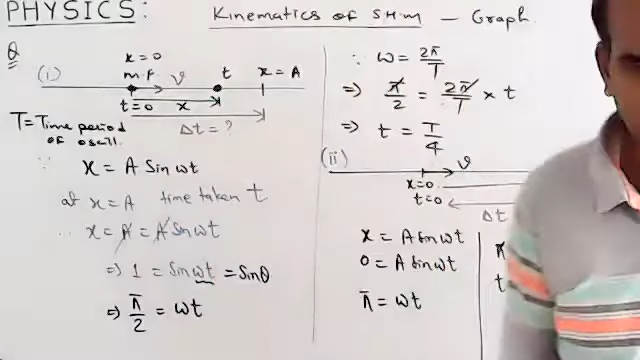 PHYSICS:
Kinematics of SHM - Graph.
Q
(i)
x=0
m.p
v
t
x=A
t=0
x
Δt = ?
T=Time period
of oscill.
∵ x = A Sin ωt
at x=A time taken t
∴ x = A = A Sin ωt
⇒ 1 = Sin ωt = Sinθ
⇒ π/2 = ωt
∵ ω = 2π/T
⇒ π/2 = 2π/T × t
⇒ t = T/4
(ii)
v
x=0
t=0
Δt
x = A Sin ωt
0 = A Sin ωt
π = ωt
π
t